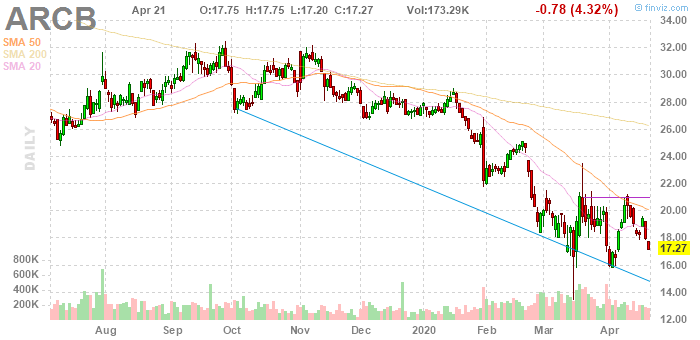 ARCB Apr 21 O:17.75 H:17.75 L:17.20 C:17.27 Vol:173.29K -0.78 (4.32%) © finviz.com
SMA 50
SMA 200
SMA 20
DAILY
34.00
32.00
30.00
28.00
26.00
24.00
22.00
20.00
18.00
17.27
16.00
14.00
12.00
800K
600K
400K
200K
Aug Sep Oct Nov Dec 2020 Feb Mar Apr